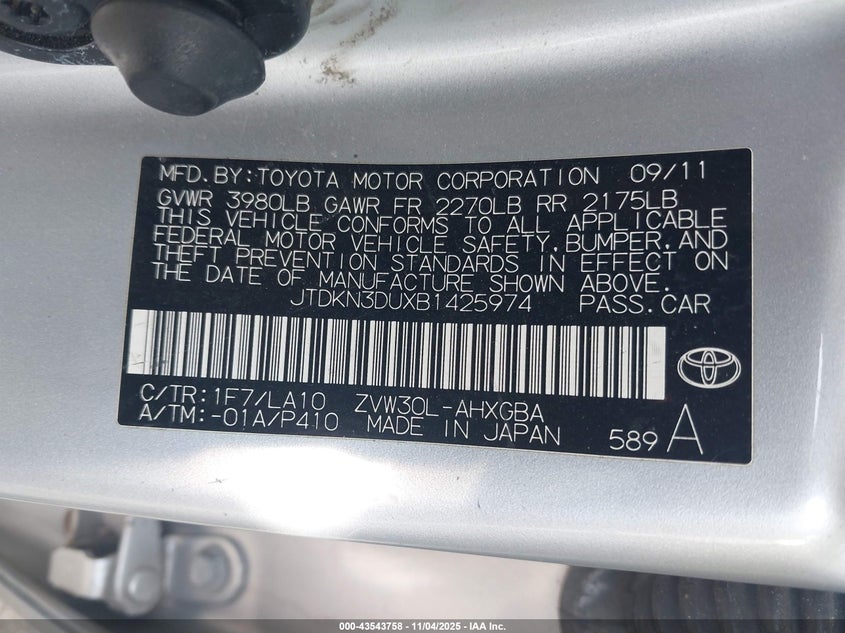 MFD.BY:TOYOTA MOTOR CORPORATION 09/11
GVWR 3980LB GAWR FR 2270LB RR 2175LB
THIS VEHICLE CONFORMS TO ALL APPLICABLE
FEDERAL MOTOR VEHICLE SAFETY,BUMPER,AND
THEFT PREVENTION STANDARDS IN EFFECT ON
THE DATE OF MANUFACTURE SHOWN ABOVE.
JTDKN3DUXB1425974 PASS.CAR
C/TR:1F7/LA10 ZVW30L-AHXGBA
A/TM:-01A/P410 MADE IN JAPAN 589 A
000-43543758 - 11/04/2025 - IAA Inc.